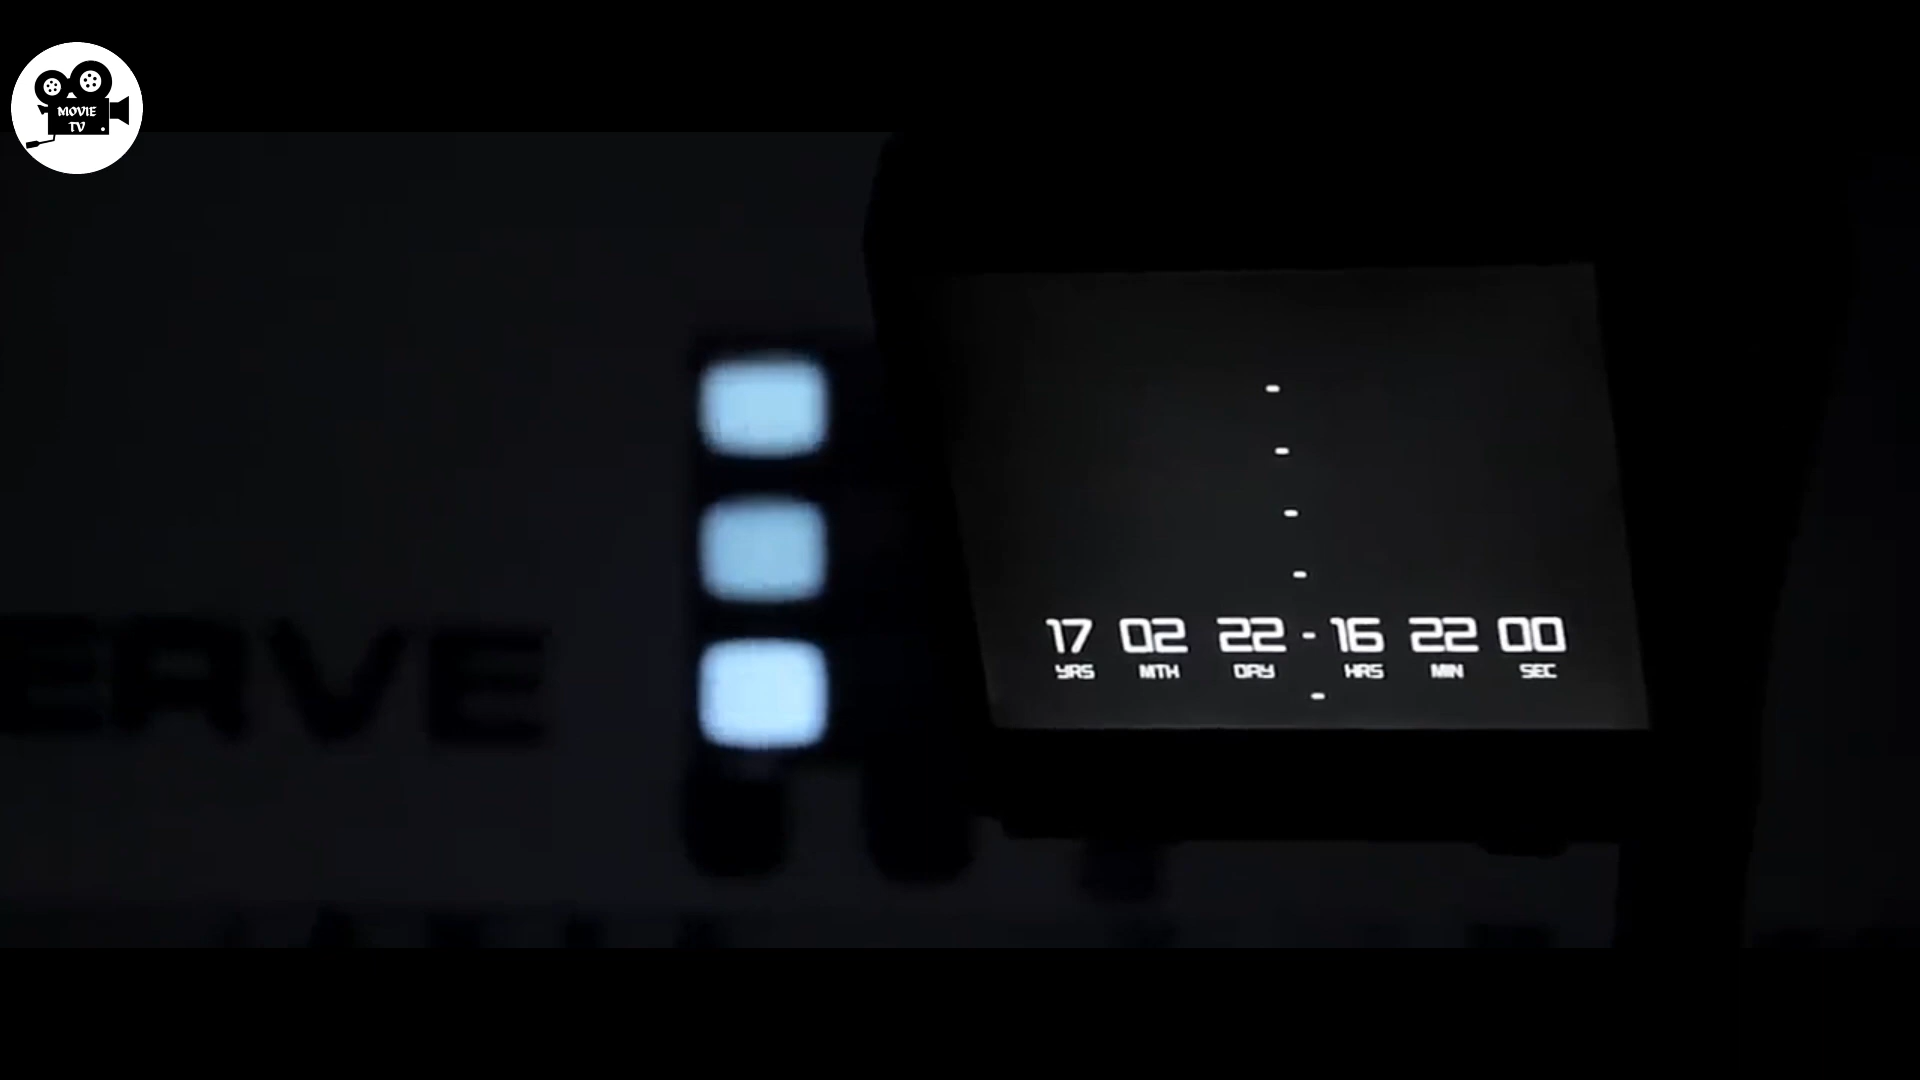 MOVIE
TV
17 02 22 - 16 22 00
YRS MTH DAY HRS MIN SEC
ERVE